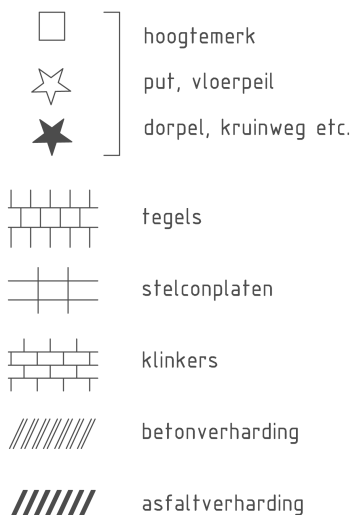 hoogtemerk
put, vloerpeil
dorpel, kruinweg etc.
tegels
stelconplaten
klinkers
betonverharding
asfaltverharding